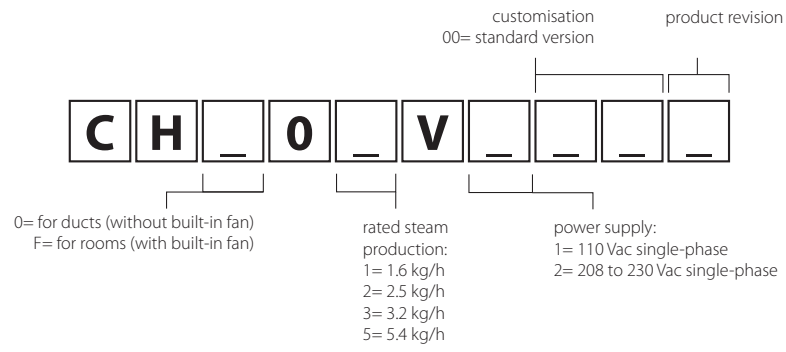 customisation
00= standard version
product revision
C H _ 0 _ V _ _ _ _
0= for ducts (without built-in fan)
F= for rooms (with built-in fan)
rated steam
production:
1= 1.6 kg/h
2= 2.5 kg/h
3= 3.2 kg/h
5= 5.4 kg/h
power supply:
1= 110 Vac single-phase
2= 208 to 230 Vac single-phase